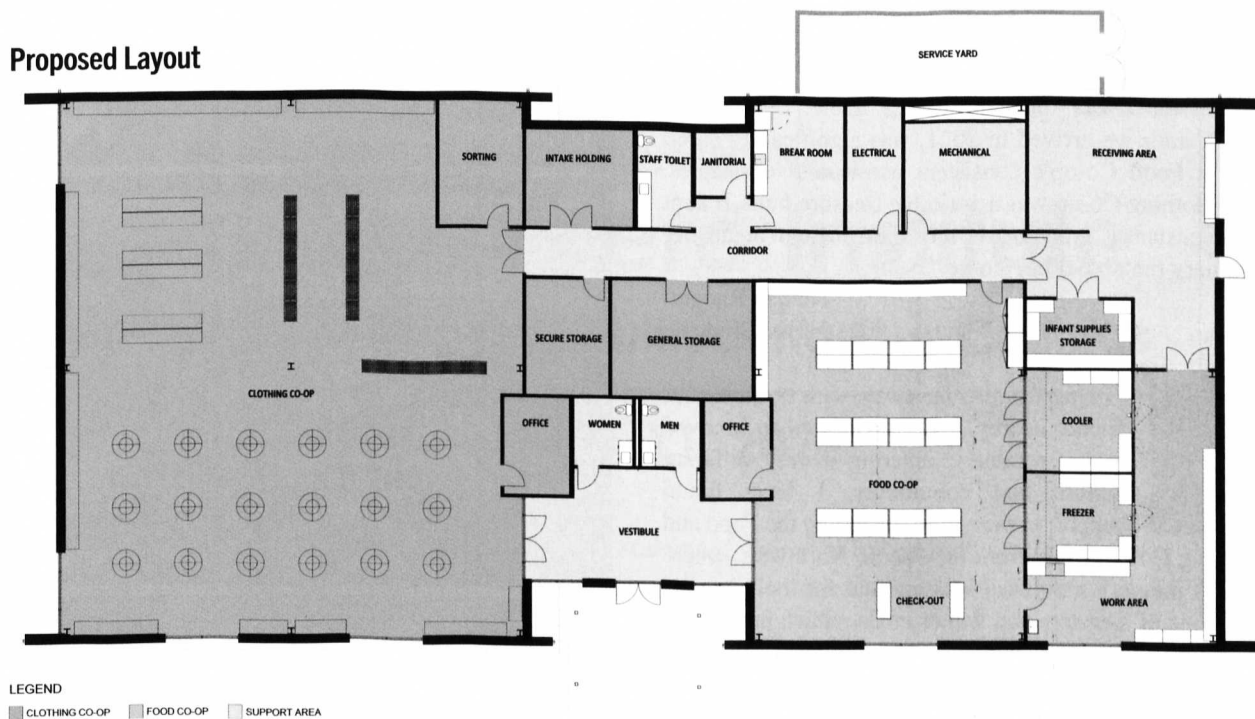 Proposed Layout
SERVICE YARD
SORTING
INTAKE HOLDING
STAFF TOILET
JANITORIAL
BREAK ROOM
ELECTRICAL
MECHANICAL
RECEIVING AREA
CORRIDOR
SECURE STORAGE
GENERAL STORAGE
INFANT SUPPLIES
STORAGE
CLOTHING CO-OP
OFFICE
WOMEN
MEN
OFFICE
COOLER
FOOD CO-OP
FREEZER
VESTIBULE
CHECK-OUT
WORK AREA
LEGEND
CLOTHING CO-OP
FOOD CO-OP
SUPPORT AREA